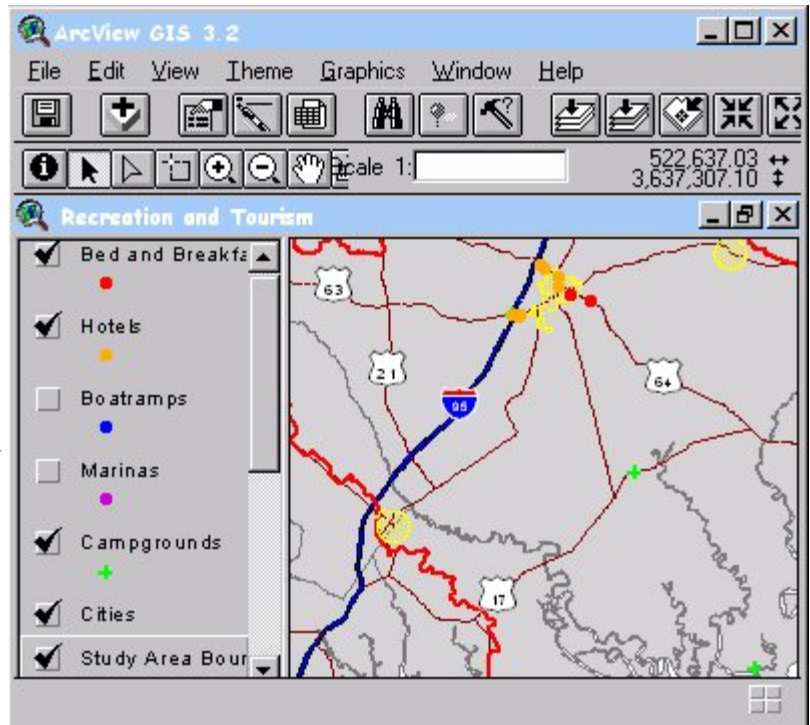 ArcView GIS 3.2
File Edit View Theme Graphics Window Help
cale 1:
522,637.03
3,637,307.10
Recreation and Tourism
Bed and Breakfa
Hotels
Boatramps
Marinas
Campgrounds
Cities
Study Area Bour
63
21
95
64
17